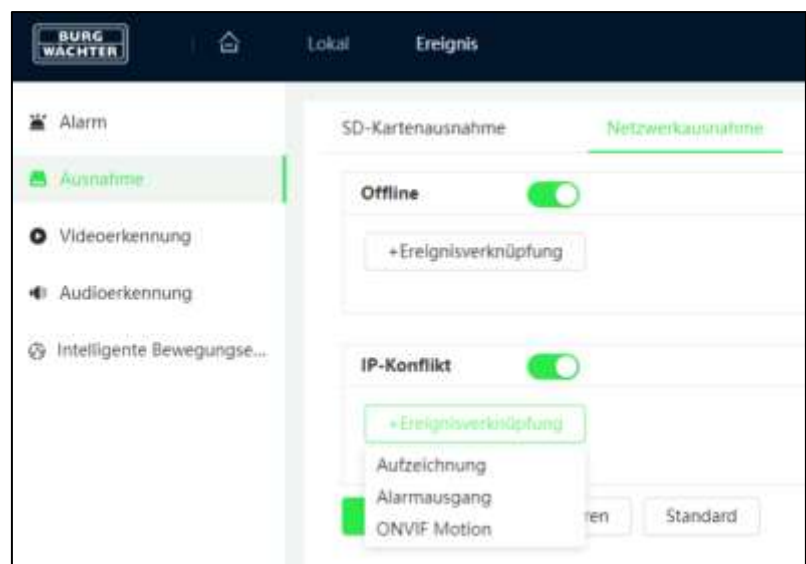 BURG
WÄCHTER
Lokal
Ereignis
Alarm
Ausnahme
Videoerkennung
Audioerkennung
Intelligente Bewegungse...
SD-Kartenausnahme
Netzwerkausnahme
Offline
+Ereignisverknüpfung
IP-Konflikt
+Ereignisverknüpfung
Aufzeichnung
Alarmausgang
ONVIF Motion
ren
Standard